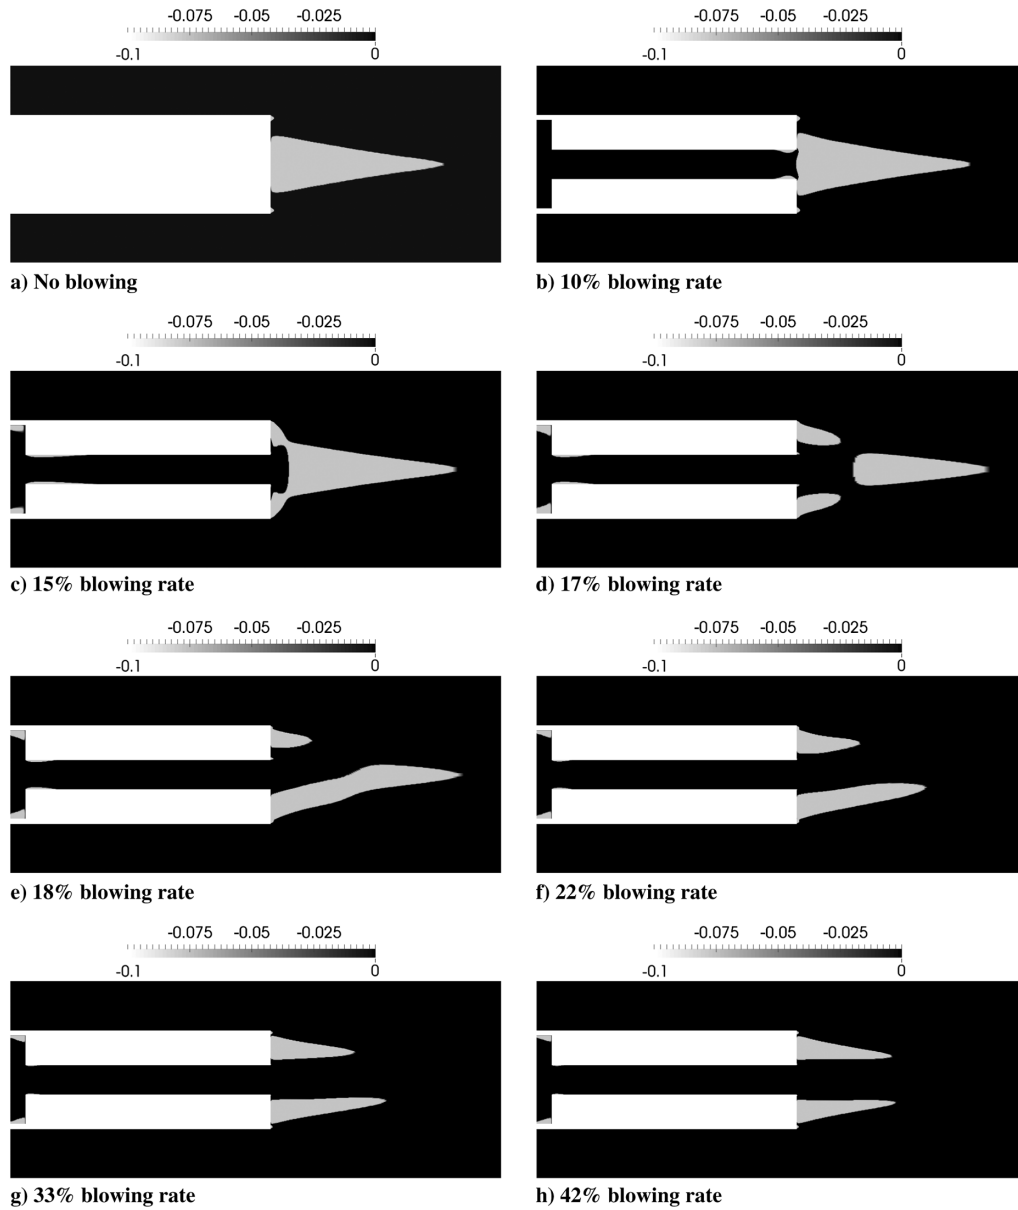 -0.075 -0.05 -0.025
-0.1 0
a) No blowing
-0.075 -0.05 -0.025
-0.1 0
b) 10% blowing rate
-0.075 -0.05 -0.025
-0.1 0
c) 15% blowing rate
-0.075 -0.05 -0.025
-0.1 0
d) 17% blowing rate
-0.075 -0.05 -0.025
-0.1 0
e) 18% blowing rate
-0.075 -0.05 -0.025
-0.1 0
f) 22% blowing rate
-0.075 -0.05 -0.025
-0.1 0
g) 33% blowing rate
-0.075 -0.05 -0.025
-0.1 0
h) 42% blowing rate